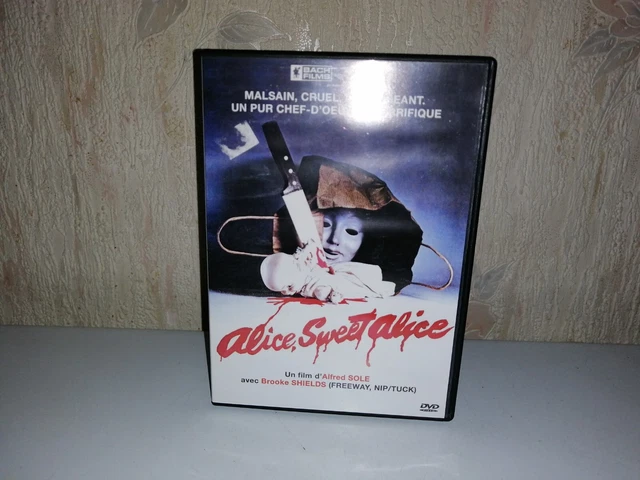 BACH
FILMS
MALSAIN, CRUEL
UN PUR CHEF-D'OEU
Alice, Sweet Alice
Un film d'Alfred SOLE
avec Brooke SHIELDS (FREEWAY, NIP/TUCK)
DVD